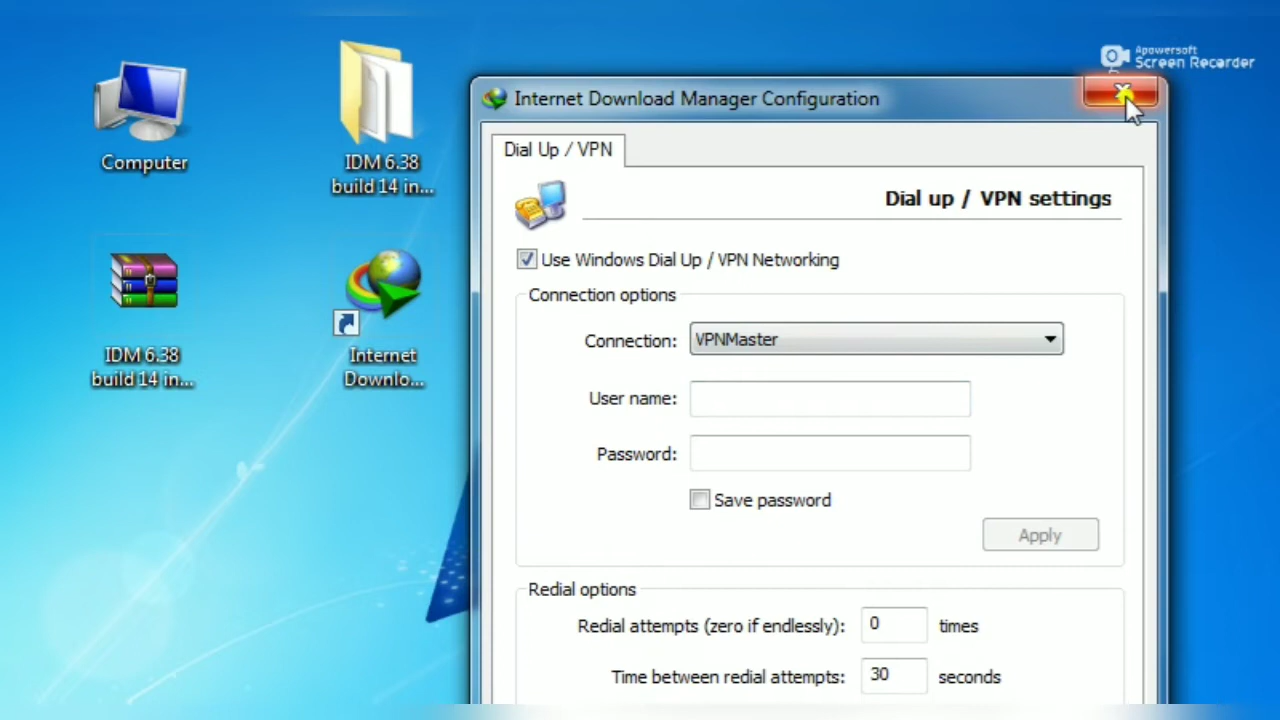 Apowersoft
Screen Recorder
Computer
IDM 6.38
build 14 in...
IDM 6.38
build 14 in...
Internet
Downlo...
Internet Download Manager Configuration
Dial Up / VPN
Dial up / VPN settings
Use Windows Dial Up / VPN Networking
Connection options
Connection:
VPNMaster
User name:
Password:
Save password
Apply
Redial options
Redial attempts (zero if endlessly): 0 times
Time between redial attempts: 30 seconds